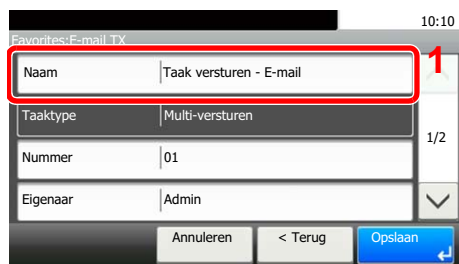 10:10
Favorites:E-mail TX
1
Naam Taak versturen - E-mail
Taaktype Multi-versturen
1/2
Nummer 01
Eigenaar Admin
Annuleren < Terug Opslaan